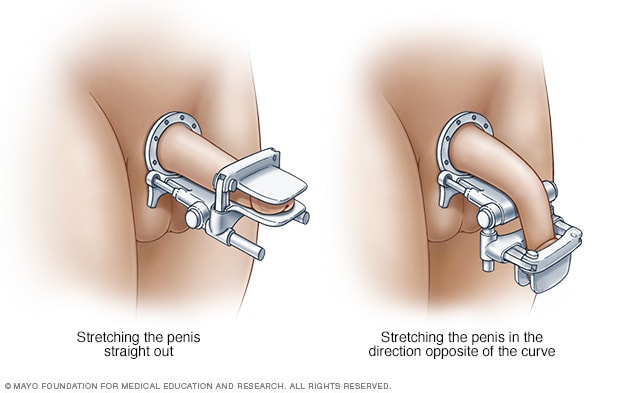 Stretching the penis
straight out
Stretching the penis in the
direction opposite of the curve
© MAYO FOUNDATION FOR MEDICAL EDUCATION AND RESEARCH. ALL RIGHTS RESERVED.